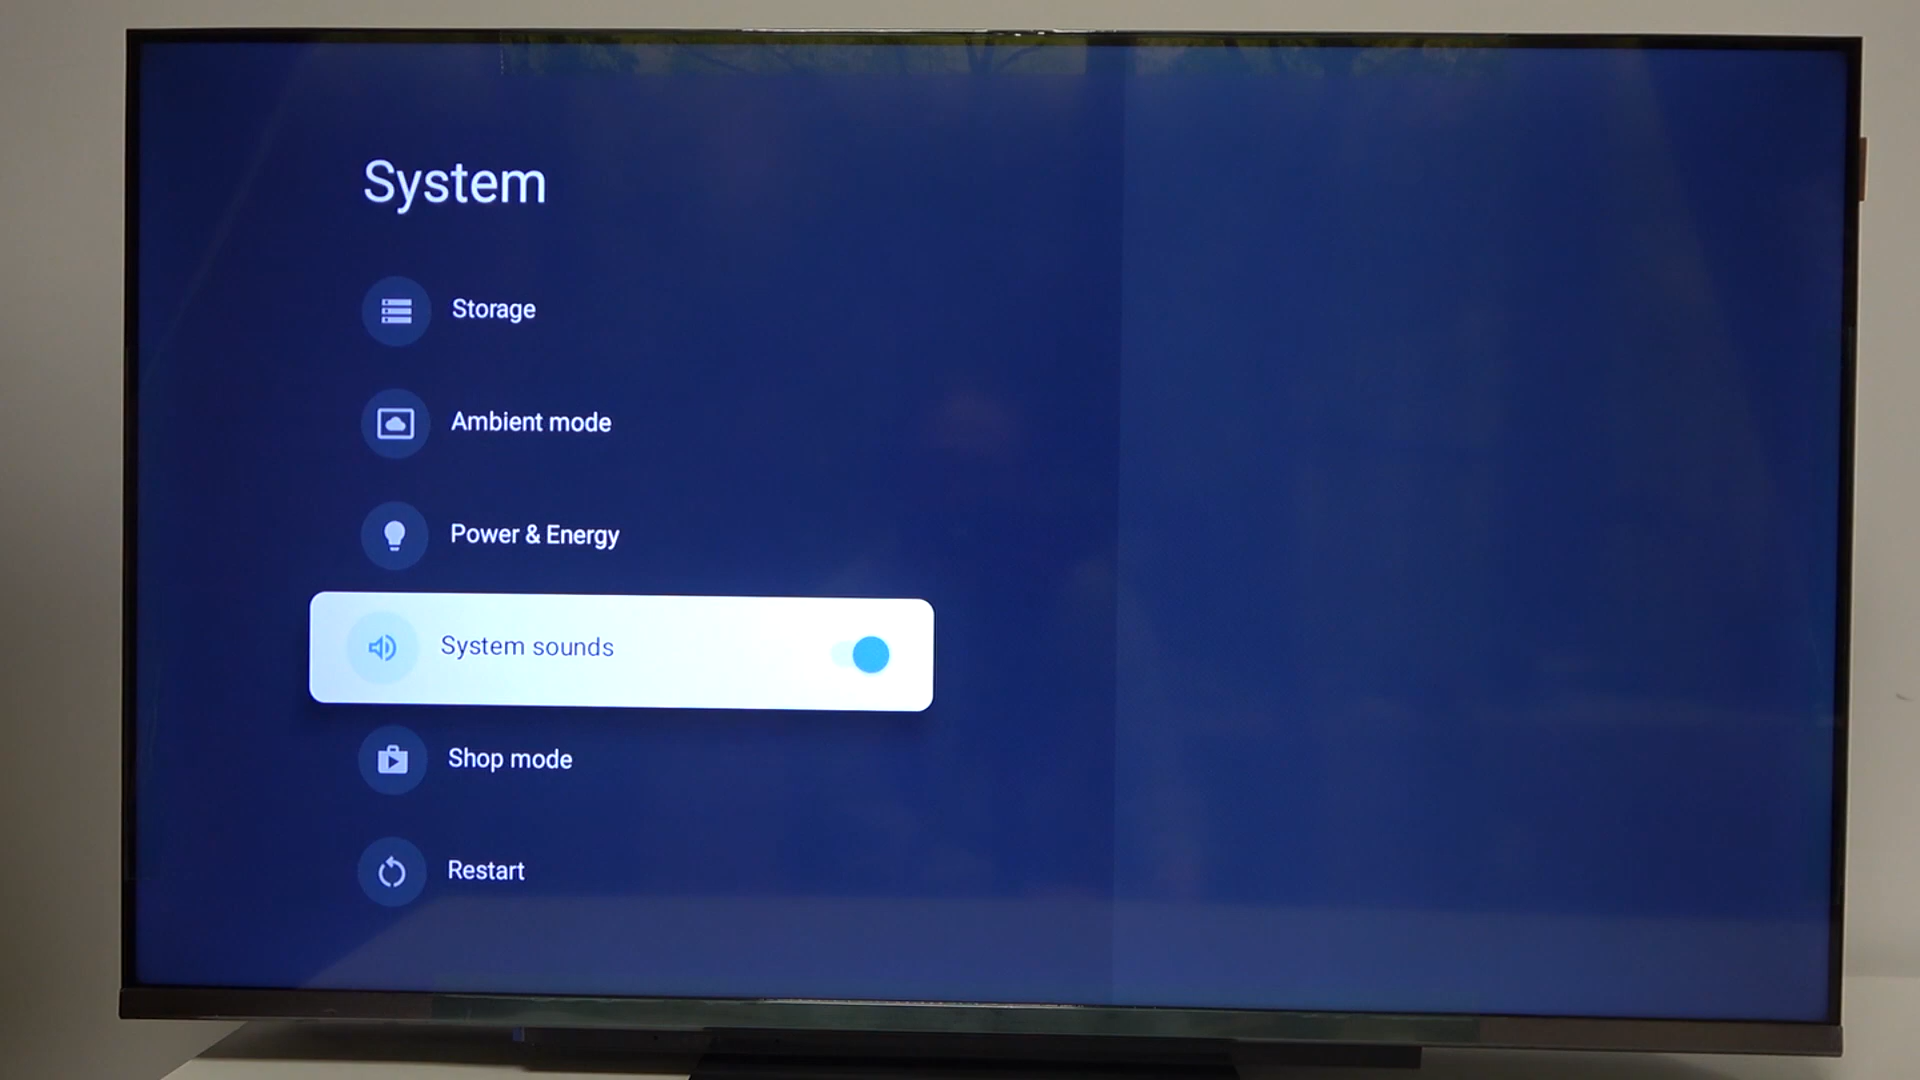 System
Storage
Ambient mode
Power & Energy
System sounds
Shop mode
Restart